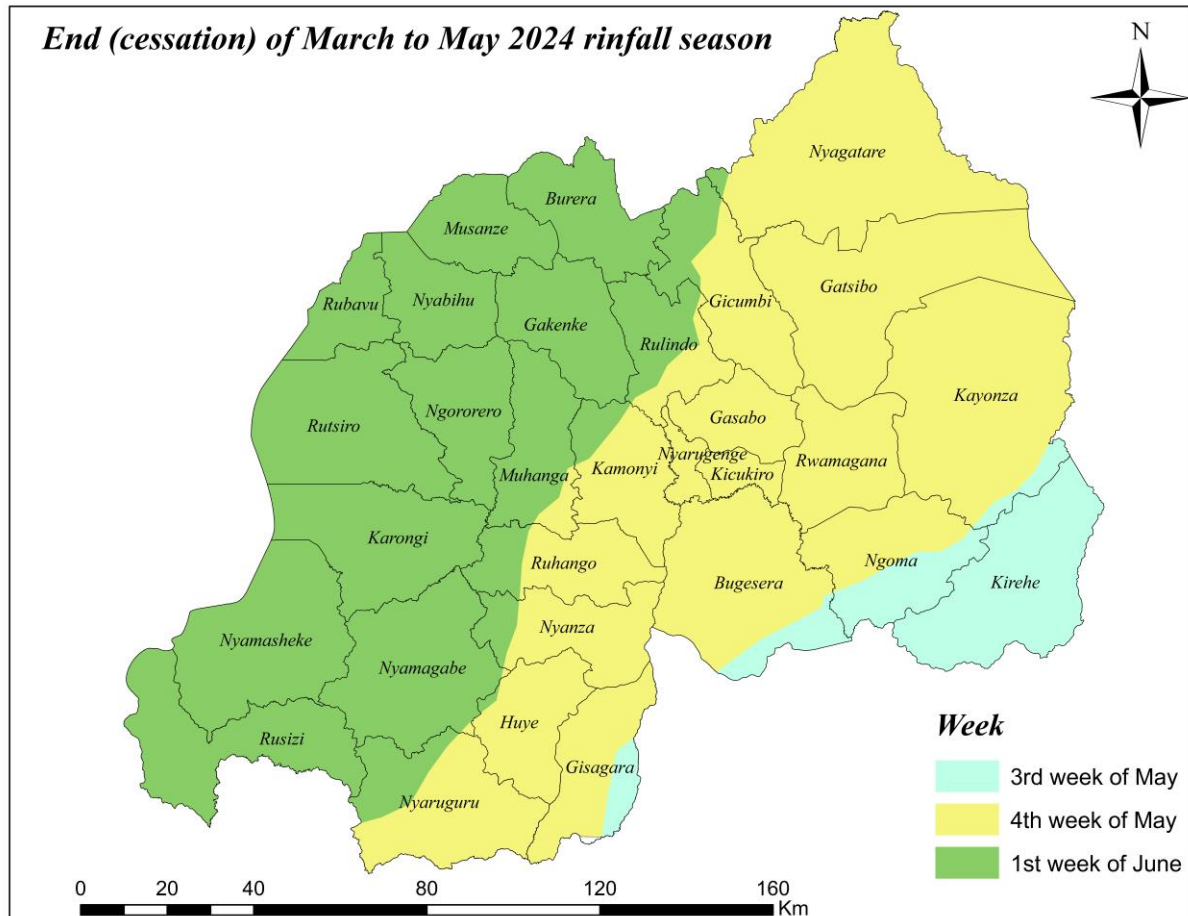 End (cessation) of March to May 2024 rinfall season
N
Nyagatare
Burera
Musanze
Rubavu
Nyabihu
Gakenke
Gicumbi
Gatsibo
Rulindo
Kayonza
Rutsiro
Ngororero
Gasabo
Muhanga
Kamonyi
Nyarugenge
Kicukiro
Rwamagana
Karongi
Ruhango
Bugesera
Ngoma
Kirehe
Nyamasheke
Nyanza
Nyamagabe
Huye
Rusizi
Gisagara
Nyaruguru
Week
3rd week of May
4th week of May
1st week of June
0 20 40 80 120 160
Km